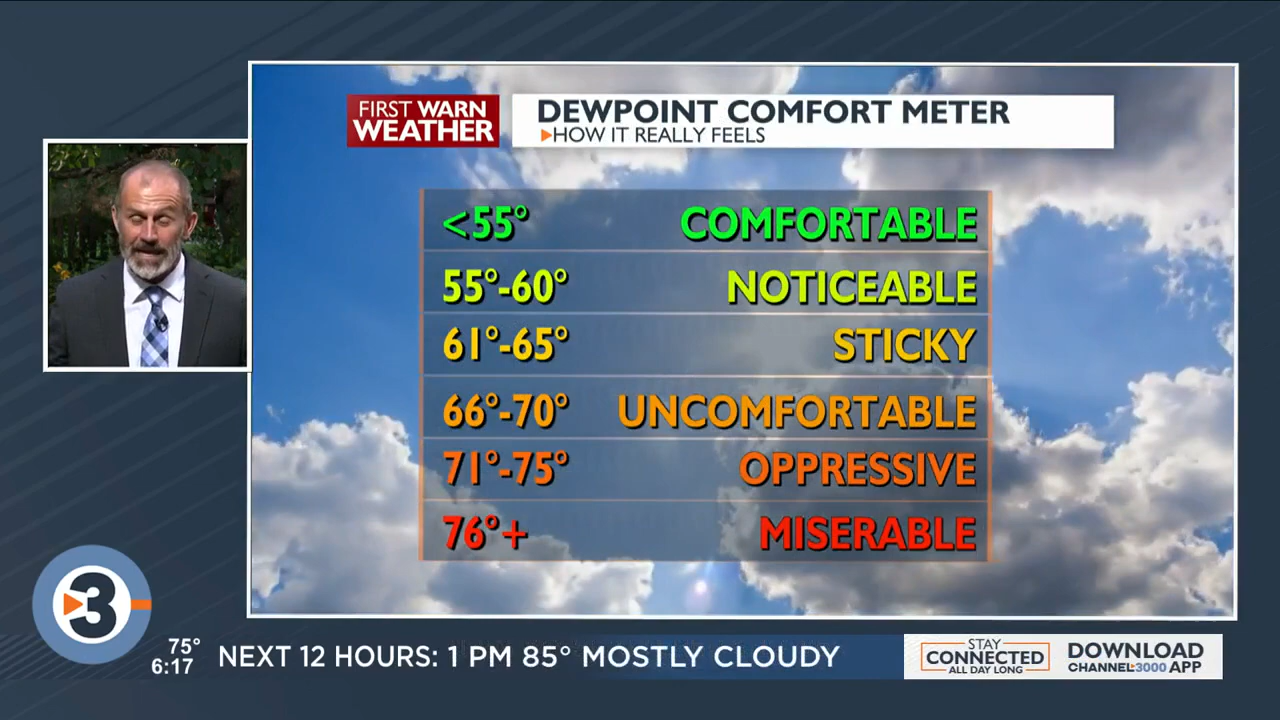 FIRST WARN
WEATHER
DEWPOINT COMFORT METER
HOW IT REALLY FEELS
<55° COMFORTABLE
55°-60° NOTICEABLE
61°-65° STICKY
66°-70° UNCOMFORTABLE
71°-75° OPPRESSIVE
76°+ MISERABLE
3
75°
6:17
NEXT 12 HOURS: 1 PM 85° MOSTLY CLOUDY
STAY
CONNECTED
ALL DAY LONG
DOWNLOAD
CHANNEL3000 APP